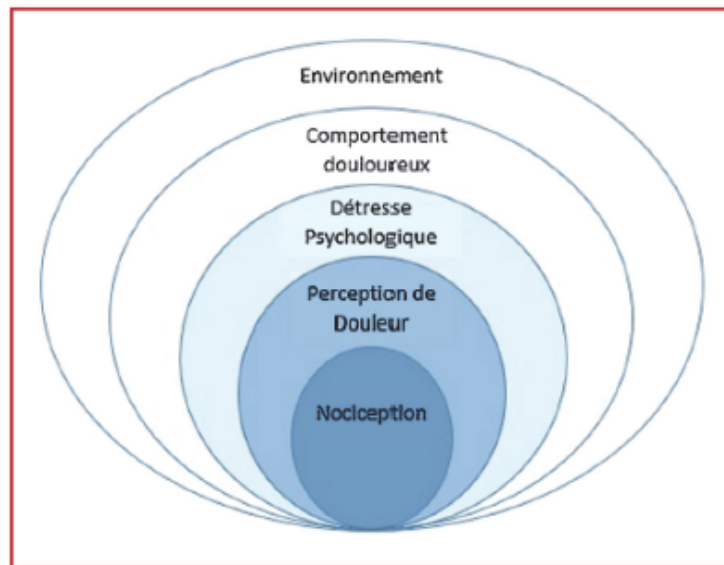 Environnement
Comportement
douloureux
Détresse
Psychologique
Perception de
Douleur
Nociception